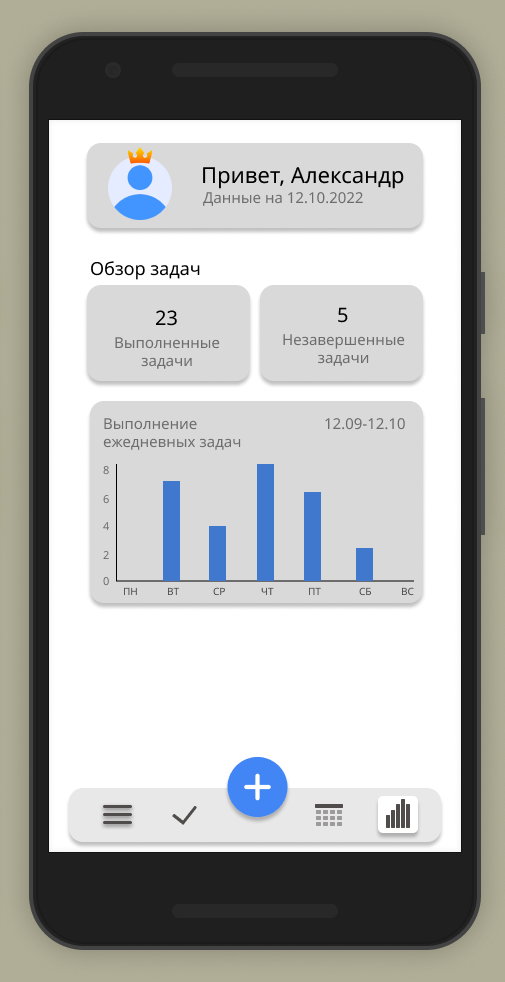 Привет, Александр
Данные на 12.10.2022
Обзор задач
23
Выполненные
задачи
5
Незавершенные
задачи
Выполнение
ежедневных задач
12.09-12.10
8
6
4
2
0
ПН ВТ СР ЧТ ПТ СБ ВС